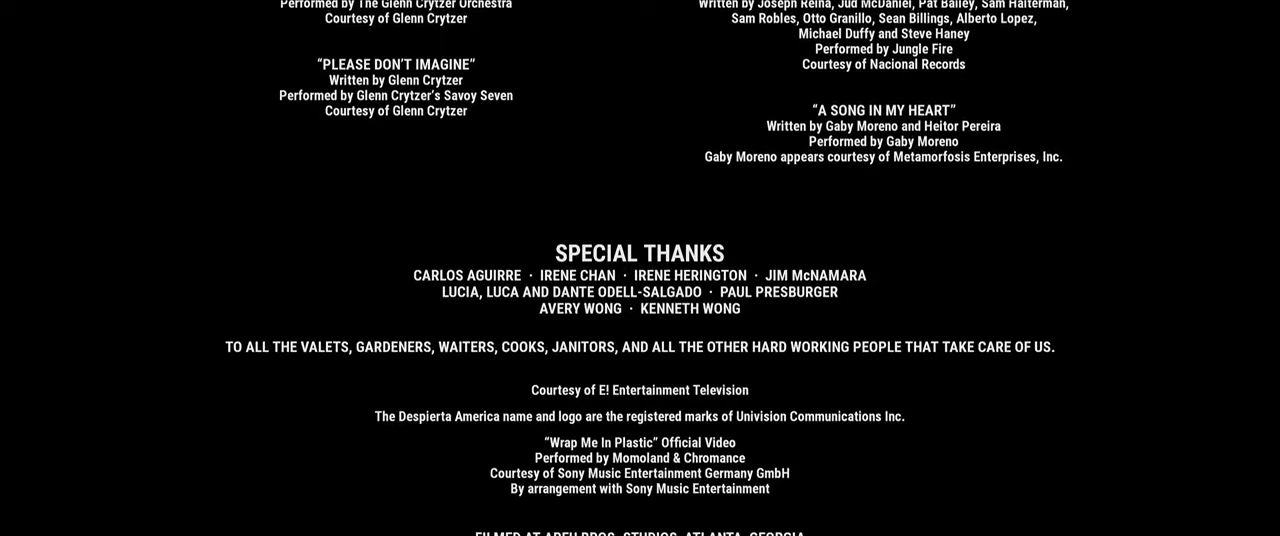 Performed by The Glenn Crytzer Orchestra
Courtesy of Glenn Crytzer
“PLEASE DON’T IMAGINE”
Written by Glenn Crytzer
Performed by Glenn Crytzer’s Savoy Seven
Courtesy of Glenn Crytzer
Written by Joseph Reina, Jud McDaniel, Pat Bailey, Sam Halterman,
Sam Robles, Otto Granillo, Sean Billings, Alberto Lopez,
Michael Duffy and Steve Haney
Performed by Jungle Fire
Courtesy of Nacional Records
“A SONG IN MY HEART”
Written by Gaby Moreno and Heitor Pereira
Performed by Gaby Moreno
Gaby Moreno appears courtesy of Metamorfosis Enterprises, Inc.
SPECIAL THANKS
CARLOS AGUIRRE · IRENE CHAN · IRENE HERINGTON · JIM McNAMARA
LUCIA, LUCA AND DANTE ODELL-SALGADO · PAUL PRESBURGER
AVERY WONG · KENNETH WONG
TO ALL THE VALETS, GARDENERS, WAITERS, COOKS, JANITORS, AND ALL THE OTHER HARD WORKING PEOPLE THAT TAKE CARE OF US.
Courtesy of E! Entertainment Television
The Despierta America name and logo are the registered marks of Univision Communications Inc.
“Wrap Me In Plastic” Official Video
Performed by Momoland & Chromance
Courtesy of Sony Music Entertainment Germany GmbH
By arrangement with Sony Music Entertainment
FILMED AT AREU BROS. STUDIOS, ATLANTA, GEORGIA